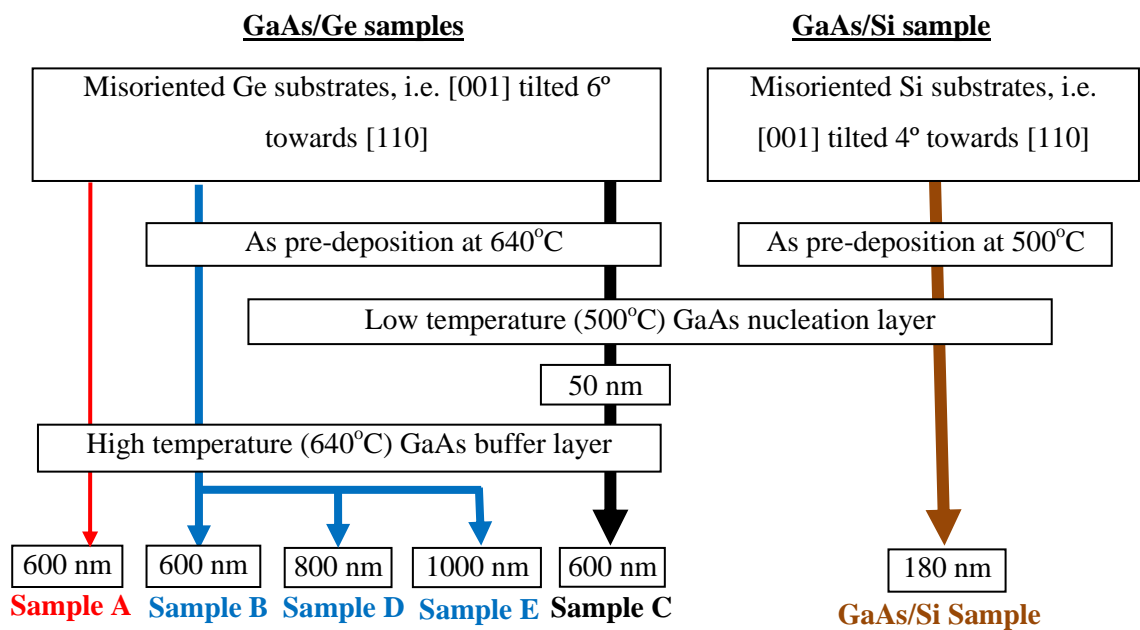 GaAs/Ge samples
GaAs/Si sample
Misoriented Ge substrates, i.e. [001] tilted 6º
towards [110]
Misoriented Si substrates, i.e.
[001] tilted 4º towards [110]
As pre-deposition at 640°C
As pre-deposition at 500°C
Low temperature (500°C) GaAs nucleation layer
50 nm
High temperature (640°C) GaAs buffer layer
600 nm
600 nm
800 nm
1000 nm
600 nm
180 nm
Sample A
Sample B
Sample D
Sample E
Sample C
GaAs/Si Sample